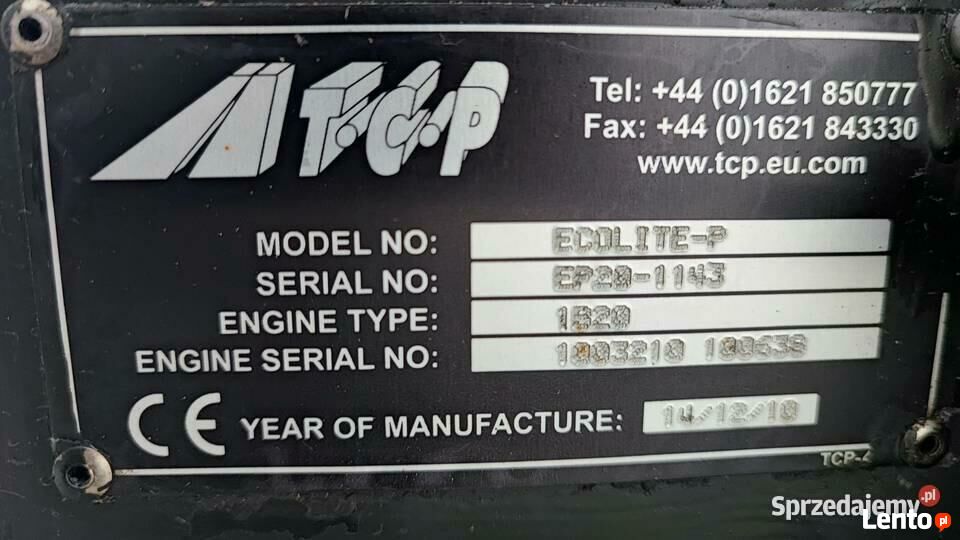 T.C.P
Tel: +44 (0)1621 850777
Fax: +44 (0)1621 843330
www.tcp.eu.com
MODEL NO: ECOLITE-P
SERIAL NO: EP20-1143
ENGINE TYPE: 1B20
ENGINE SERIAL NO: 1003210 100638
CE YEAR OF MANUFACTURE: 14/12/10
TCP-4
Sprzedajemy.pl
Lento.pl